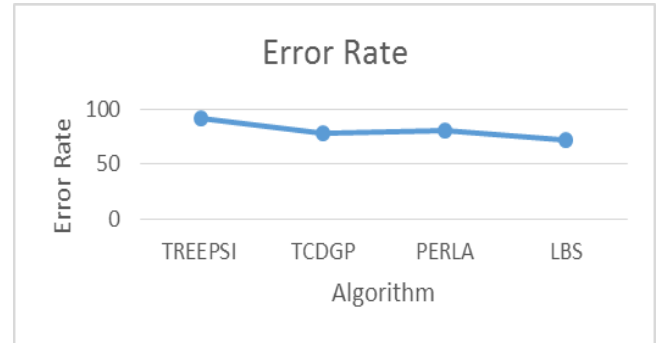 Error Rate
100
50
0
Error Rate
TREEPSI TCDGP PERLA LBS
Algorithm